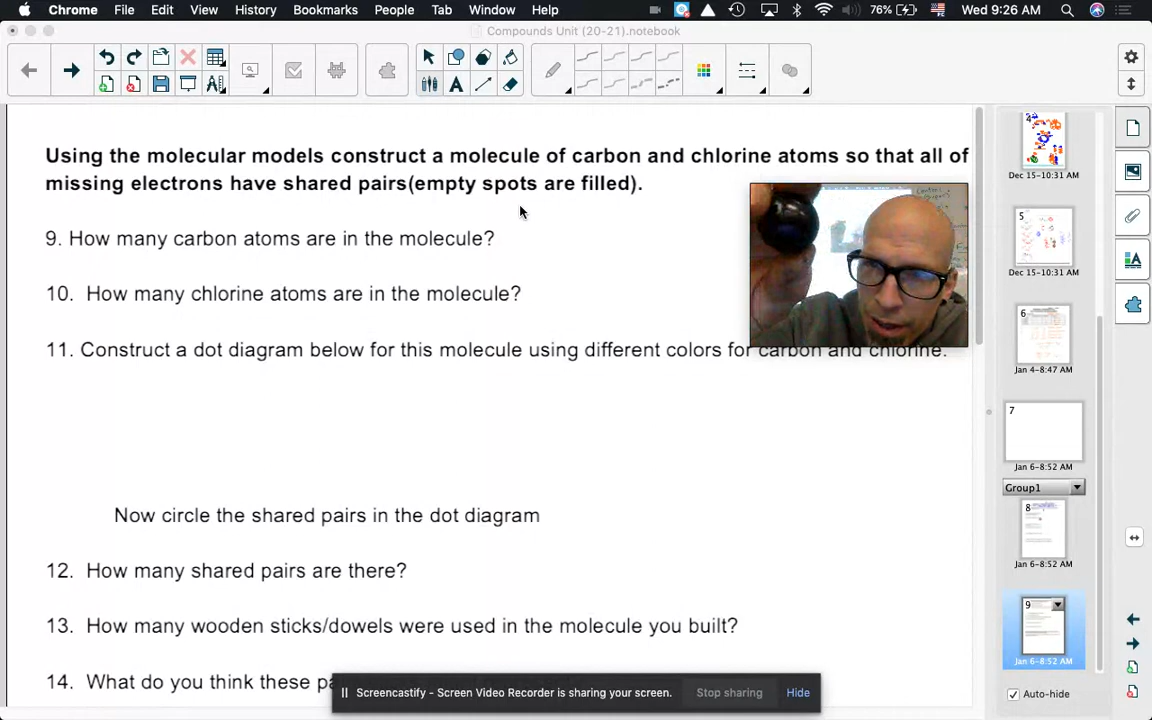 Chrome File Edit View History Bookmarks People Tab Window Help 76% Wed 9:26 AM
Compounds Unit (20-21).notebook
Using the molecular models construct a molecule of carbon and chlorine atoms so that all of
missing electrons have shared pairs(empty spots are filled).
9. How many carbon atoms are in the molecule?
10. How many chlorine atoms are in the molecule?
11. Construct a dot diagram below for this molecule using different colors for carbon and chlorine.
Now circle the shared pairs in the dot diagram
12. How many shared pairs are there?
13. How many wooden sticks/dowels were used in the molecule you built?
14. What do you think these
Screencastify - Screen Video Recorder is sharing your screen. Stop sharing Hide
4
Dec 15-10:31 AM
5
Dec 15-10:31 AM
6
Jan 4-8:47 AM
7
Jan 6-8:52 AM
Group1
8
Jan 6-8:52 AM
9
Jan 6-8:52 AM
Auto-hide